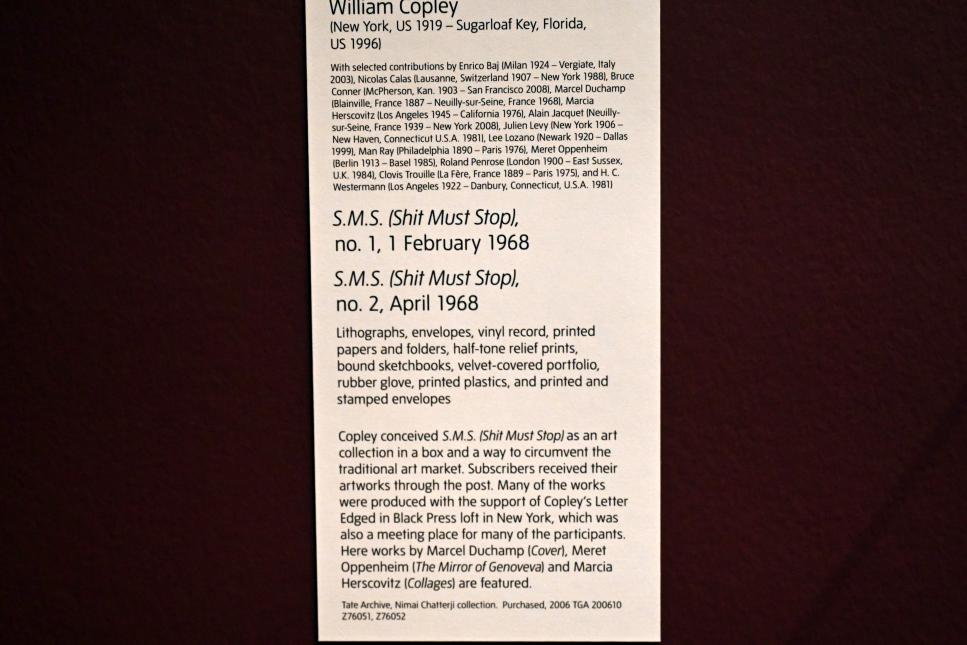 William Copley
(New York, US 1919 – Sugarloaf Key, Florida,
US 1996)
With selected contributions by Enrico Baj (Milan 1924 – Vergiate, Italy
2003), Nicolas Calas (Lausanne, Switzerland 1907 – New York 1988), Bruce
Conner (McPherson, Kan. 1903 – San Francisco 2008), Marcel Duchamp
(Blainville, France 1887 – Neuilly-sur-Seine, France 1968), Marcia
Herscovitz (Los Angeles 1945 – California 1976), Alain Jacquet (Neuilly-
sur-Seine, France 1939 – New York 2008), Julien Levy (New York 1906 –
New Haven, Connecticut U.S.A. 1981), Lee Lozano (Newark 1920 – Dallas
1999), Man Ray (Philadelphia 1890 – Paris 1976), Meret Oppenheim
(Berlin 1913 – Basel 1985), Roland Penrose (London 1900 – East Sussex,
U.K. 1984), Clovis Trouille (La Fère, France 1889 – Paris 1975), and H. C.
Westermann (Los Angeles 1922 – Danbury, Connecticut, U.S.A. 1981)
S.M.S. (Shit Must Stop),
no. 1, 1 February 1968
S.M.S. (Shit Must Stop),
no. 2, April 1968
Lithographs, envelopes, vinyl record, printed
papers and folders, half-tone relief prints,
bound sketchbooks, velvet-covered portfolio,
rubber glove, printed plastics, and printed and
stamped envelopes
Copley conceived S.M.S. (Shit Must Stop) as an art
collection in a box and a way to circumvent the
traditional art market. Subscribers received their
artworks through the post. Many of the works
were produced with the support of Copley's Letter
Edged in Black Press loft in New York, which was
also a meeting place for many of the participants.
Here works by Marcel Duchamp (Cover), Meret
Oppenheim (The Mirror of Genoveva) and Marcia
Herscovitz (Collages) are featured.
Tate Archive, Nimai Chatterji collection. Purchased, 2006 TGA 200610
Z76051, Z76052